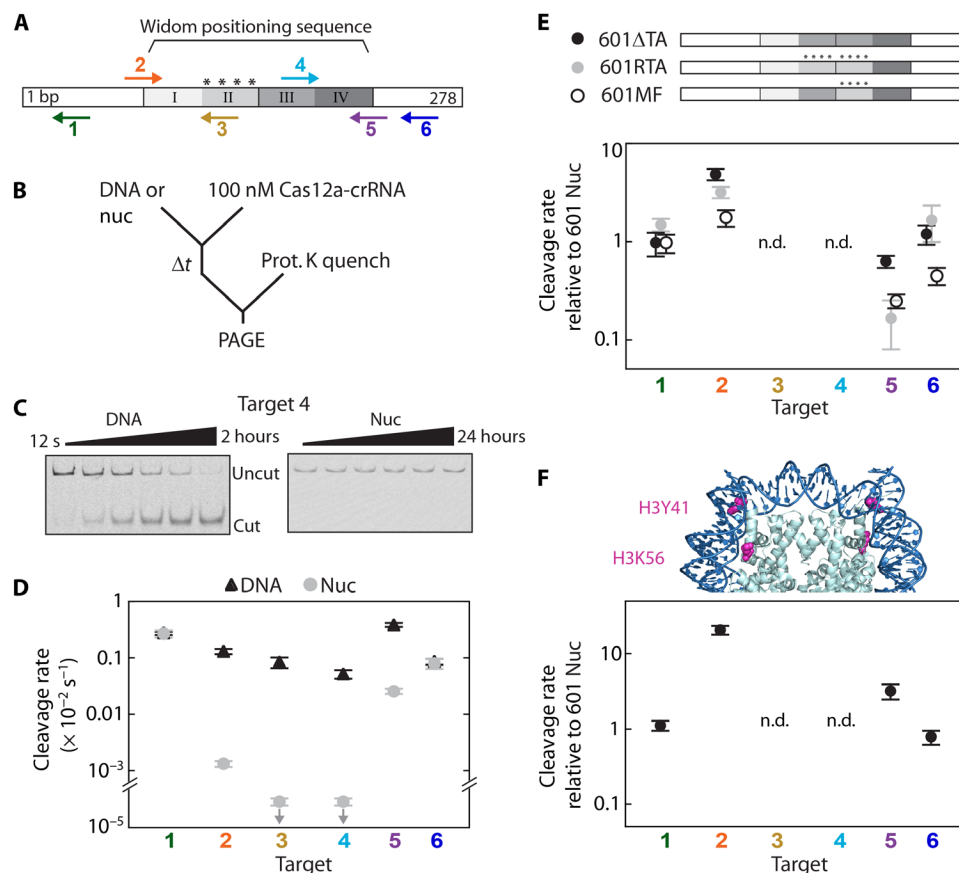 A
Widom positioning sequence
2
4
* * * *
1 bp
I
II
III
IV
278
1
3
5
6
B
DNA or
nuc
100 nM Cas12a-crRNA
Δt
Prot. K quench
PAGE
C
Target 4
DNA
Nuc
12 s
2 hours
24 hours
Uncut
Cut
D
DNA
Nuc
Cleavage rate
(× 10⁻² s⁻¹)
1
0.1
0.01
10⁻³
10⁻⁵
1 2 3 4 5 6
Target
E
601ΔTA
* * * * * * * *
601RTA
* * * *
601MF
Cleavage rate
relative to 601 Nuc
10
1
0.1
n.d. n.d.
1 2 3 4 5 6
Target
F
H3Y41
H3K56
Cleavage rate
relative to 601 Nuc
10
1
0.1
n.d. n.d.
1 2 3 4 5 6
Target